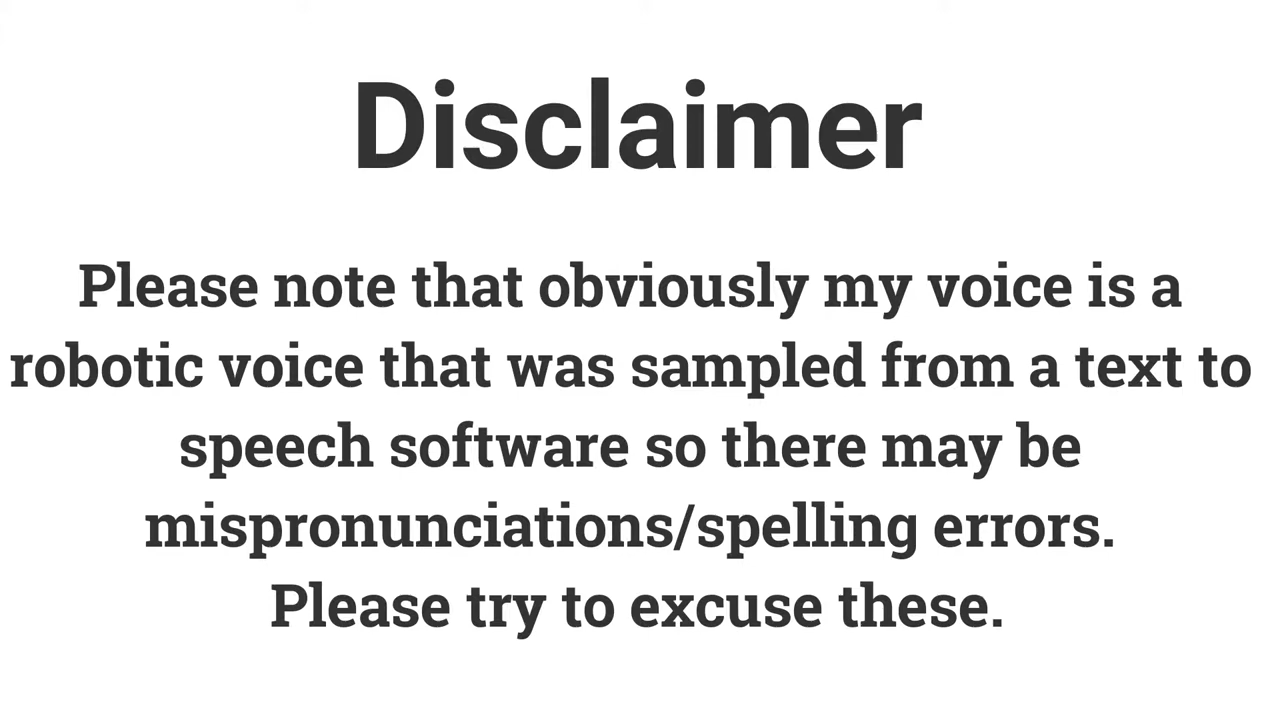 Disclaimer
Please note that obviously my voice is a
robotic voice that was sampled from a text to
speech software so there may be
mispronunciations/spelling errors.
Please try to excuse these.